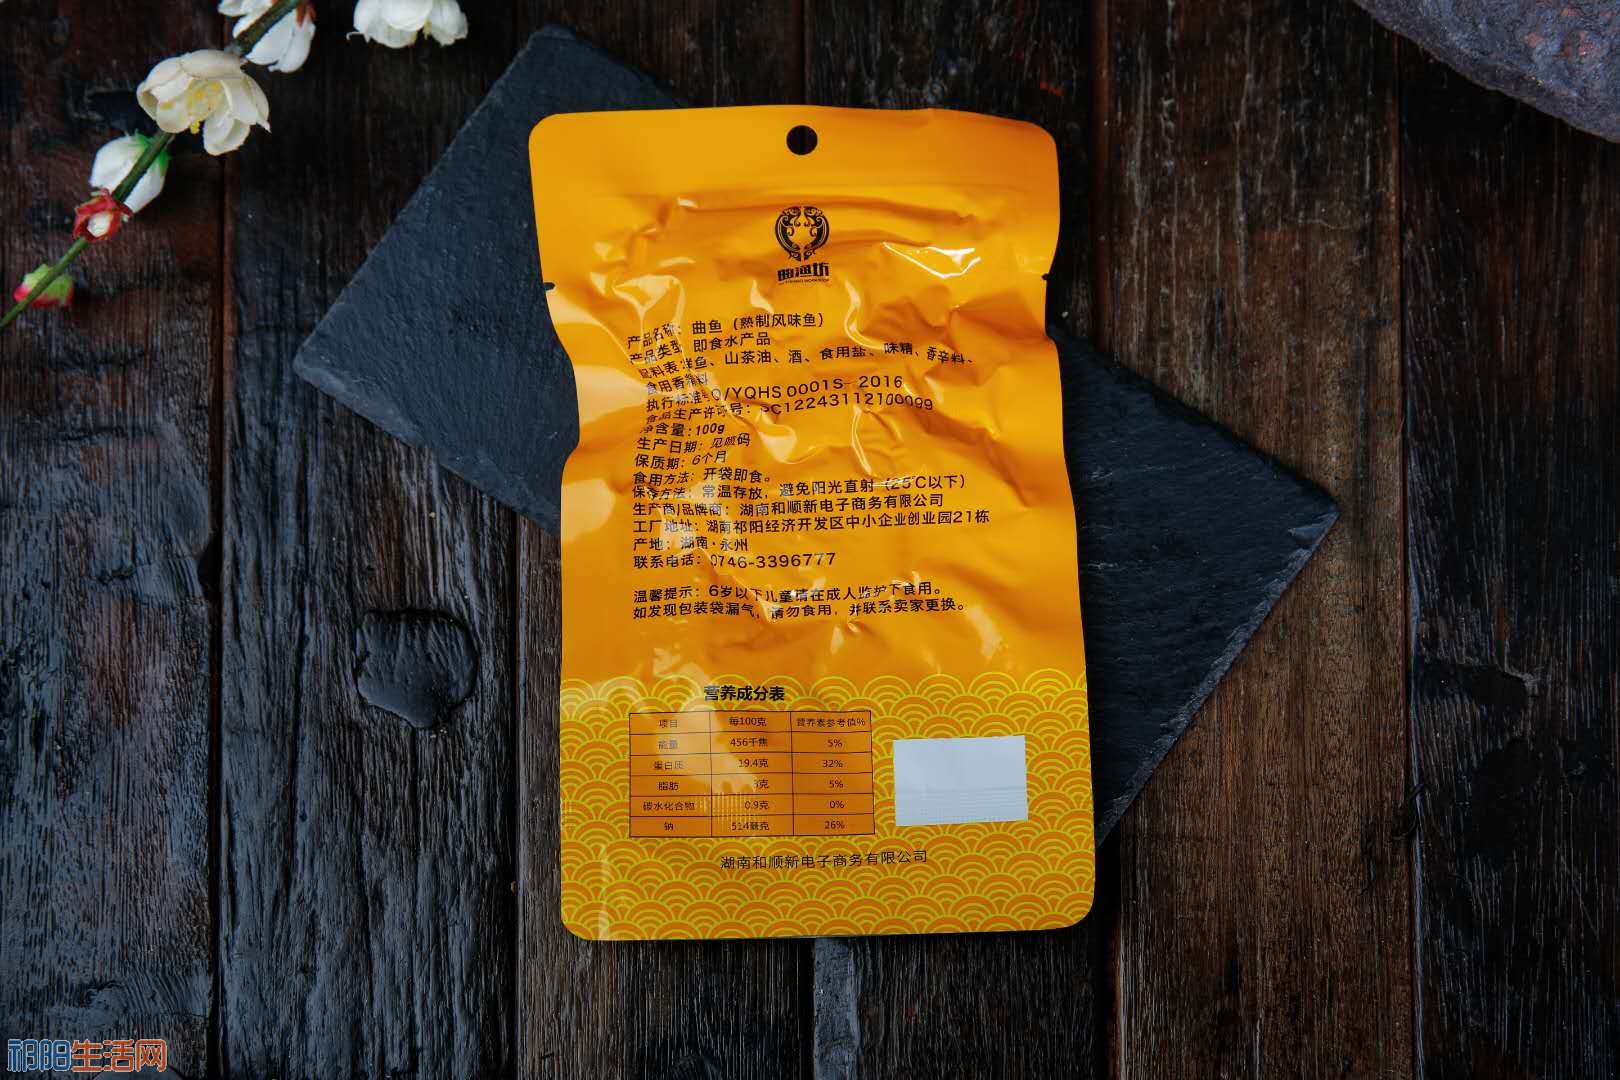 曲渔坊
产品名称：曲鱼（熟制风味鱼）
产品类型：即食水产品
配料表：鲜鱼、山茶油、酒、食用盐、味精、香辛料、
食用香精料
执行标准：Q/YQHS 0001S-2016
食品生产许可号：SC12243112100099
净含量：100g
生产日期：见喷码
保质期：6个月
食用方法：开袋即食。
保存方法：常温存放，避免阳光直射（25℃以下）
生产商/品牌商：湖南和顺新电子商务有限公司
工厂地址：湖南祁阳经济开发区中小企业创业园21栋
产地：湖南·永州
联系电话：0746-3396777
温馨提示：6岁以下儿童请在成人监护下食用。
如发现包装袋漏气，请勿食用，并联系卖家更换。
营养成分表
项目 每100克 营养素参考值%
能量 456千焦 5%
蛋白质 19.4克 32%
脂肪 3克 5%
碳水化合物 0.9克 0%
钠 514毫克 26%
湖南和顺新电子商务有限公司
祁阳生活网